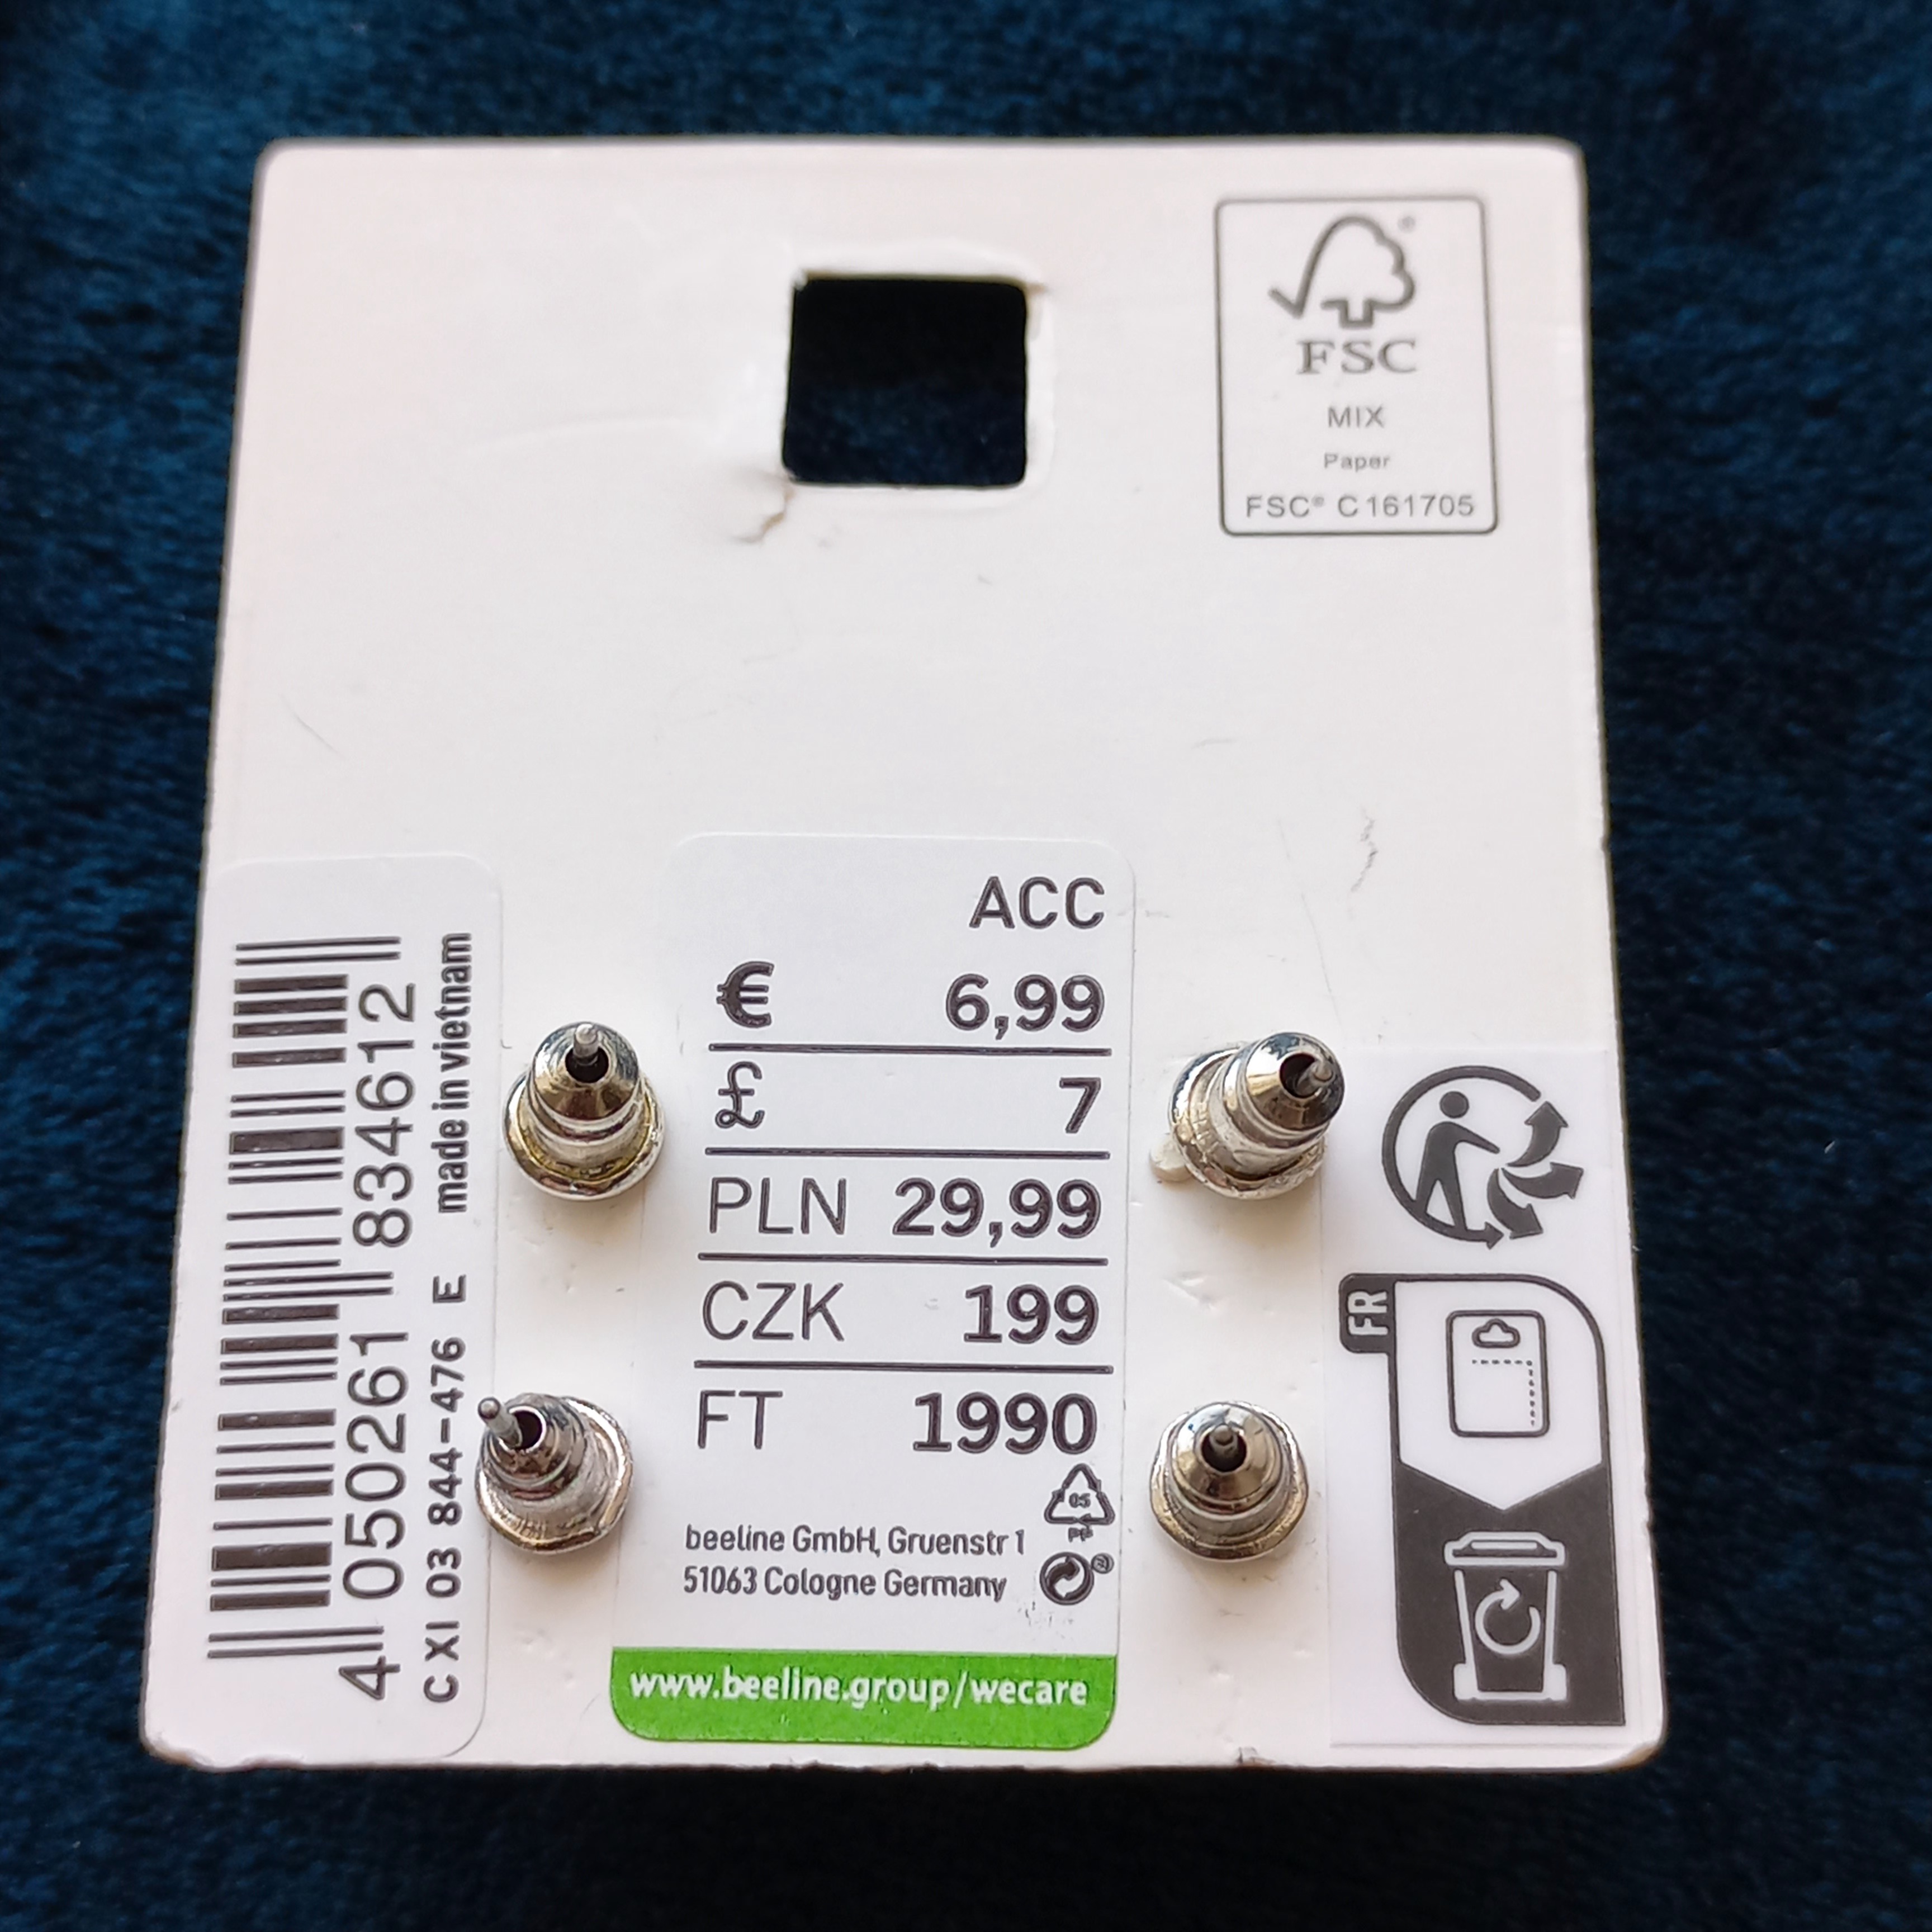 FSC®
MIX
Paper
FSC® C161705
ACC
€ 6,99
£ 7
PLN 29,99
CZK 199
FT 1990
05
PP
beeline GmbH, Gruenstr 1
51063 Cologne Germany
www.beeline.group/wecare
4 050261 834612
CXI 03 844-476 E made in vietnam
FR